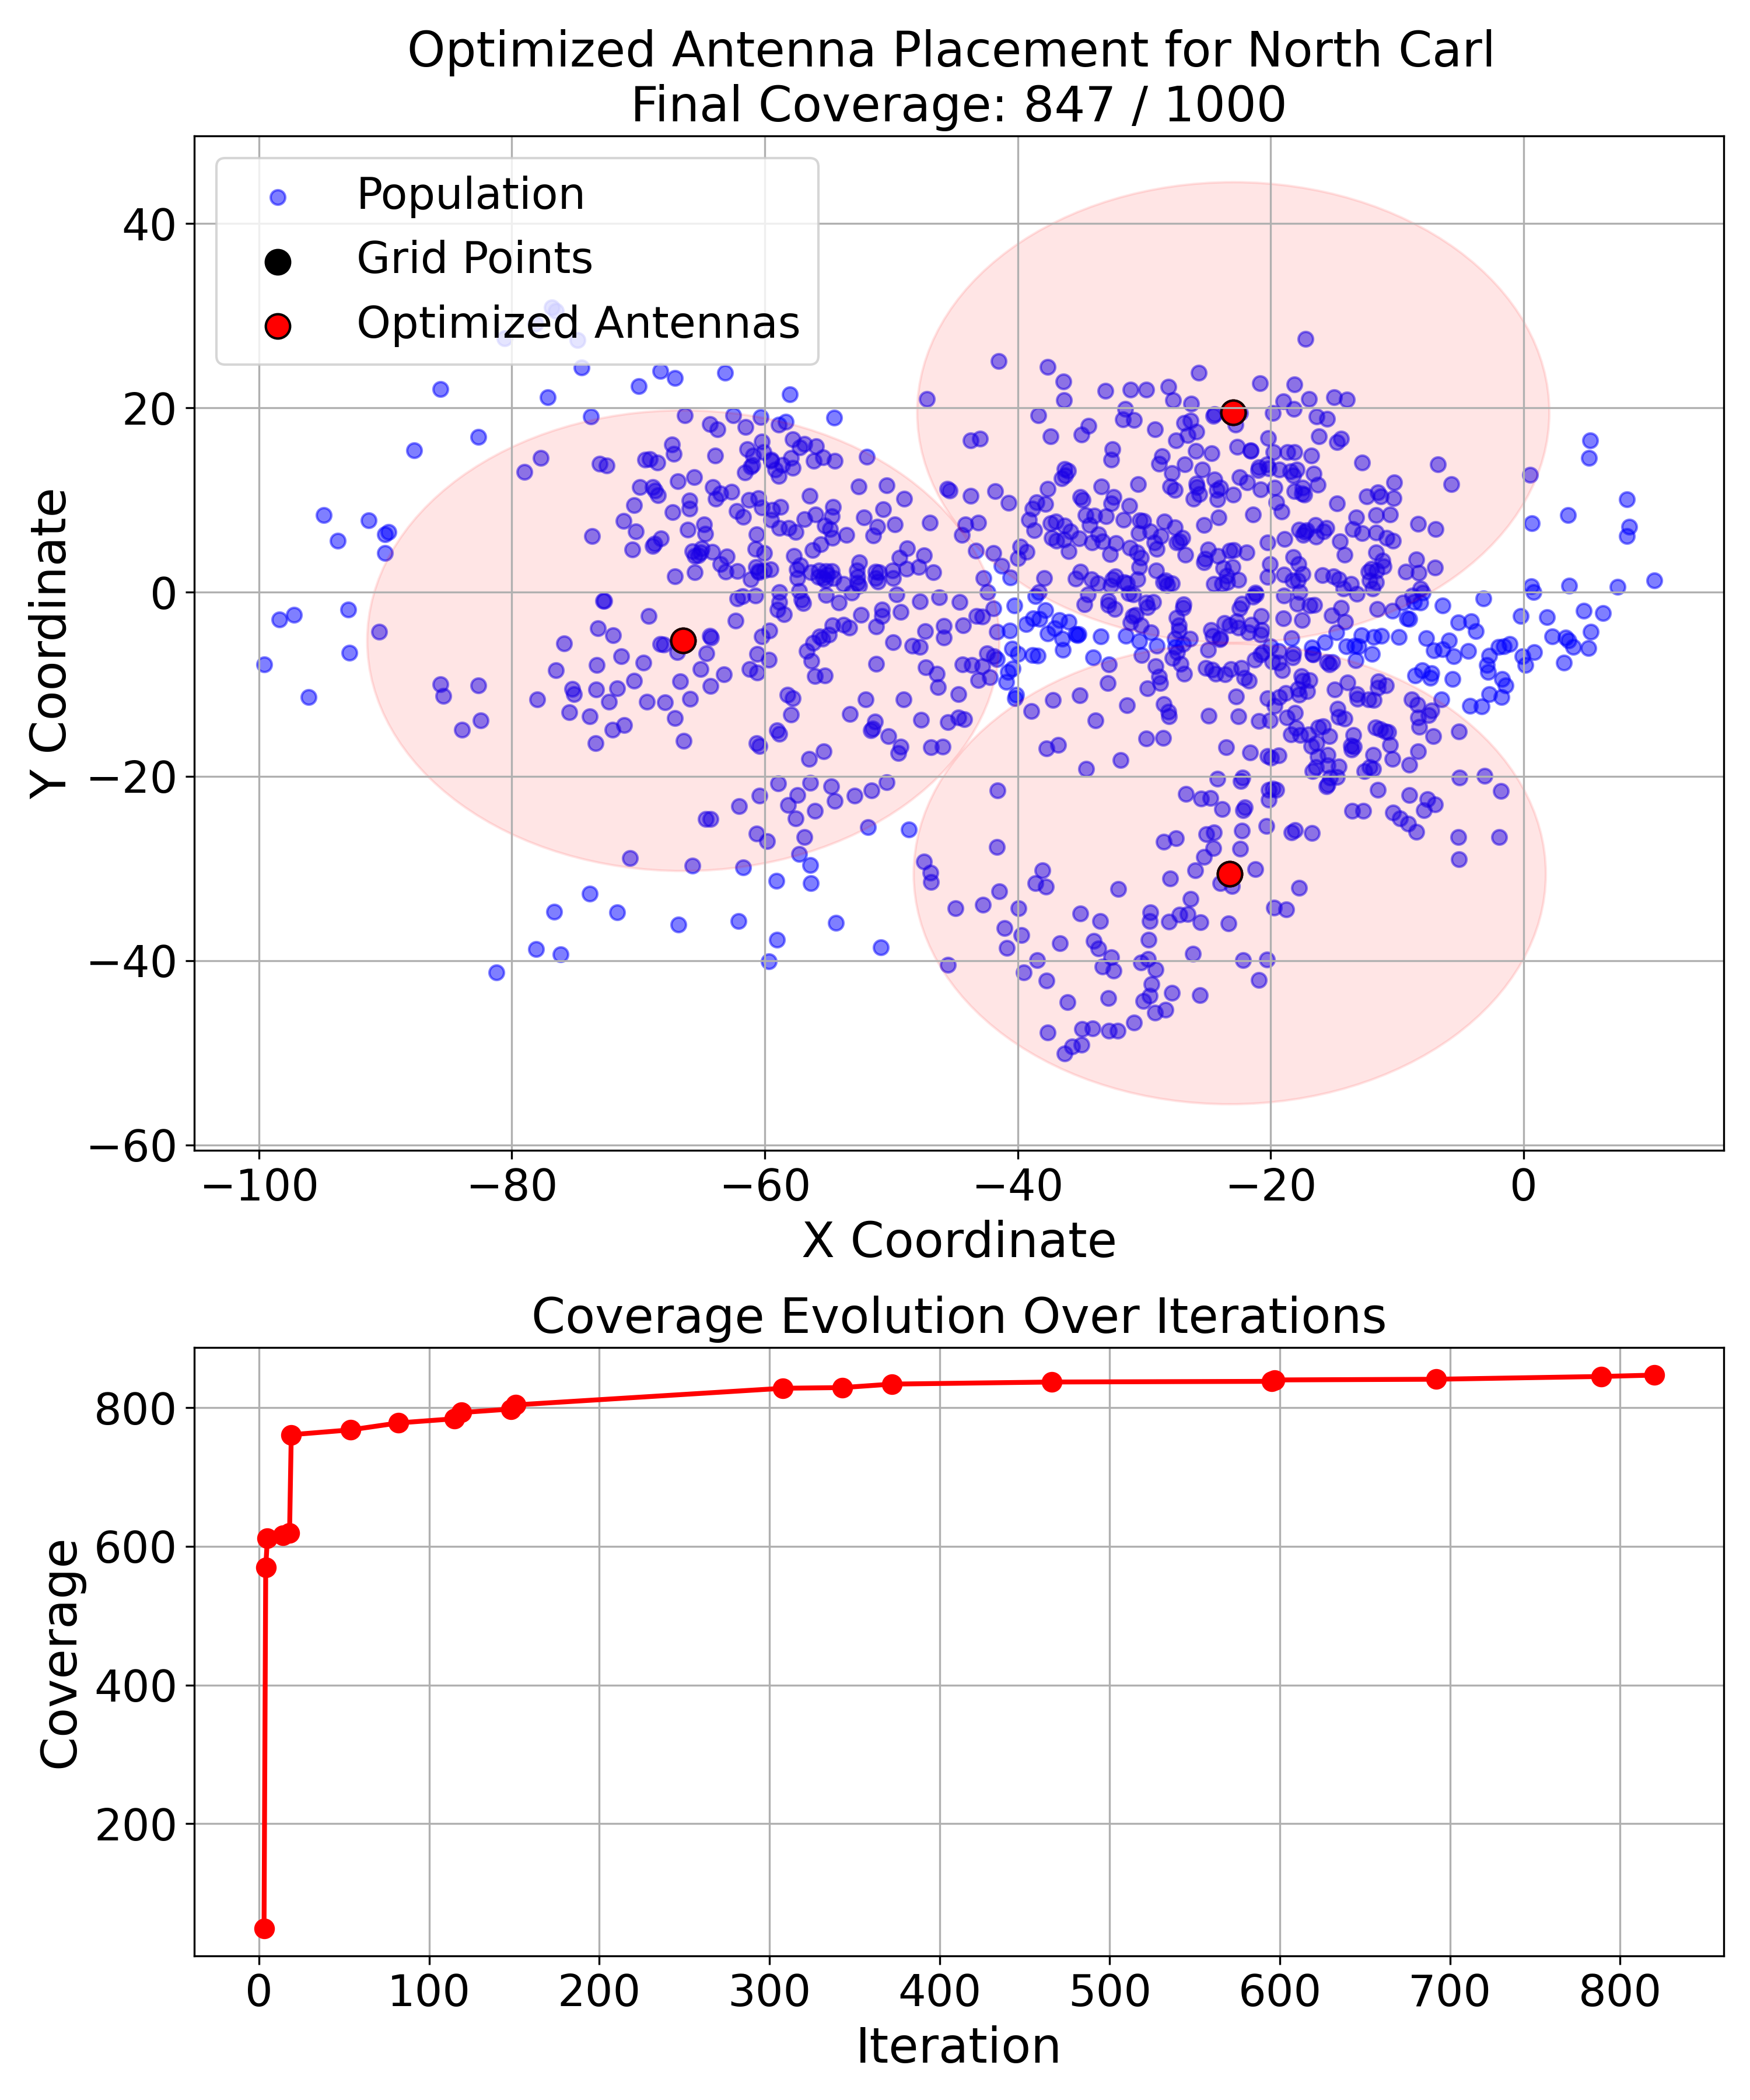 Optimized Antenna Placement for North Carl
Final Coverage: 847 / 1000
Population
Grid Points
Optimized Antennas
Y Coordinate
40
20
0
−20
−40
−60
−100
−80
−60
−40
−20
0
X Coordinate
Coverage Evolution Over Iterations
Coverage
800
600
400
200
0
100
200
300
400
500
600
700
800
Iteration